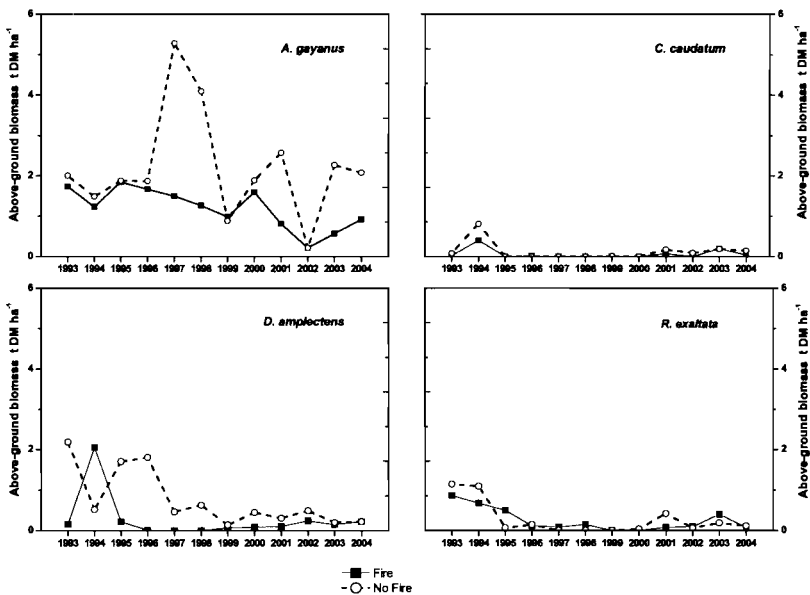 A. gayanus
Above-ground biomass t DM ha-1
6
4
2
0
1993 1994 1995 1996 1997 1998 1999 2000 2001 2002 2003 2004
C. caudatum
Above-ground biomass t DM ha-1
6
4
2
0
1993 1994 1995 1996 1997 1998 1999 2000 2001 2002 2003 2004
D. amplectens
Above-ground biomass t DM ha-1
6
4
2
0
1993 1994 1995 1996 1997 1998 1999 2000 2001 2002 2003 2004
R. exaltata
Above-ground biomass t DM ha-1
6
4
2
0
1993 1994 1995 1996 1997 1998 1999 2000 2001 2002 2003 2004
Fire
No Fire